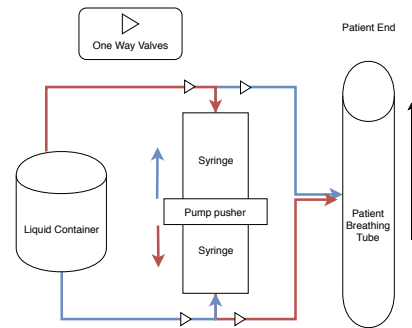 One Way Valves
Patient End
Syringe
Liquid Container
Pump pusher
Syringe
Patient
Breathing
Tube